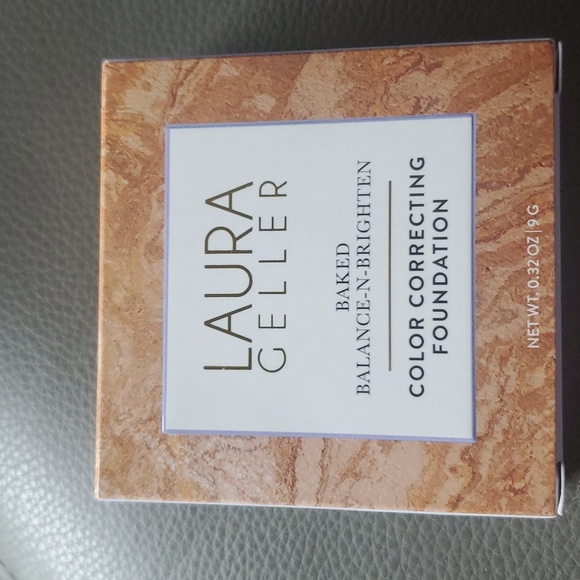 LAURA
GELLER
BAKED
BALANCE-N-BRIGHTEN
COLOR CORRECTING
FOUNDATION
NET WT. 0.32 OZ | 9 G